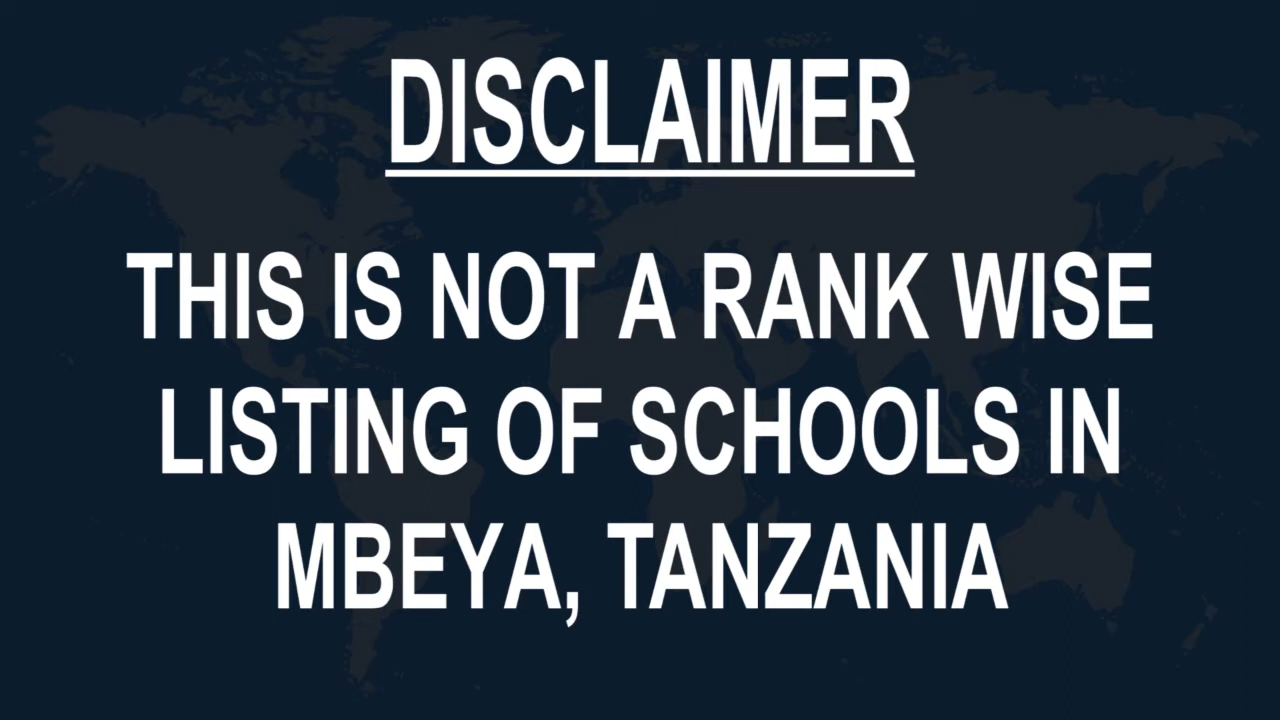 DISCLAIMER
THIS IS NOT A RANK WISE
LISTING OF SCHOOLS IN
MBEYA, TANZANIA